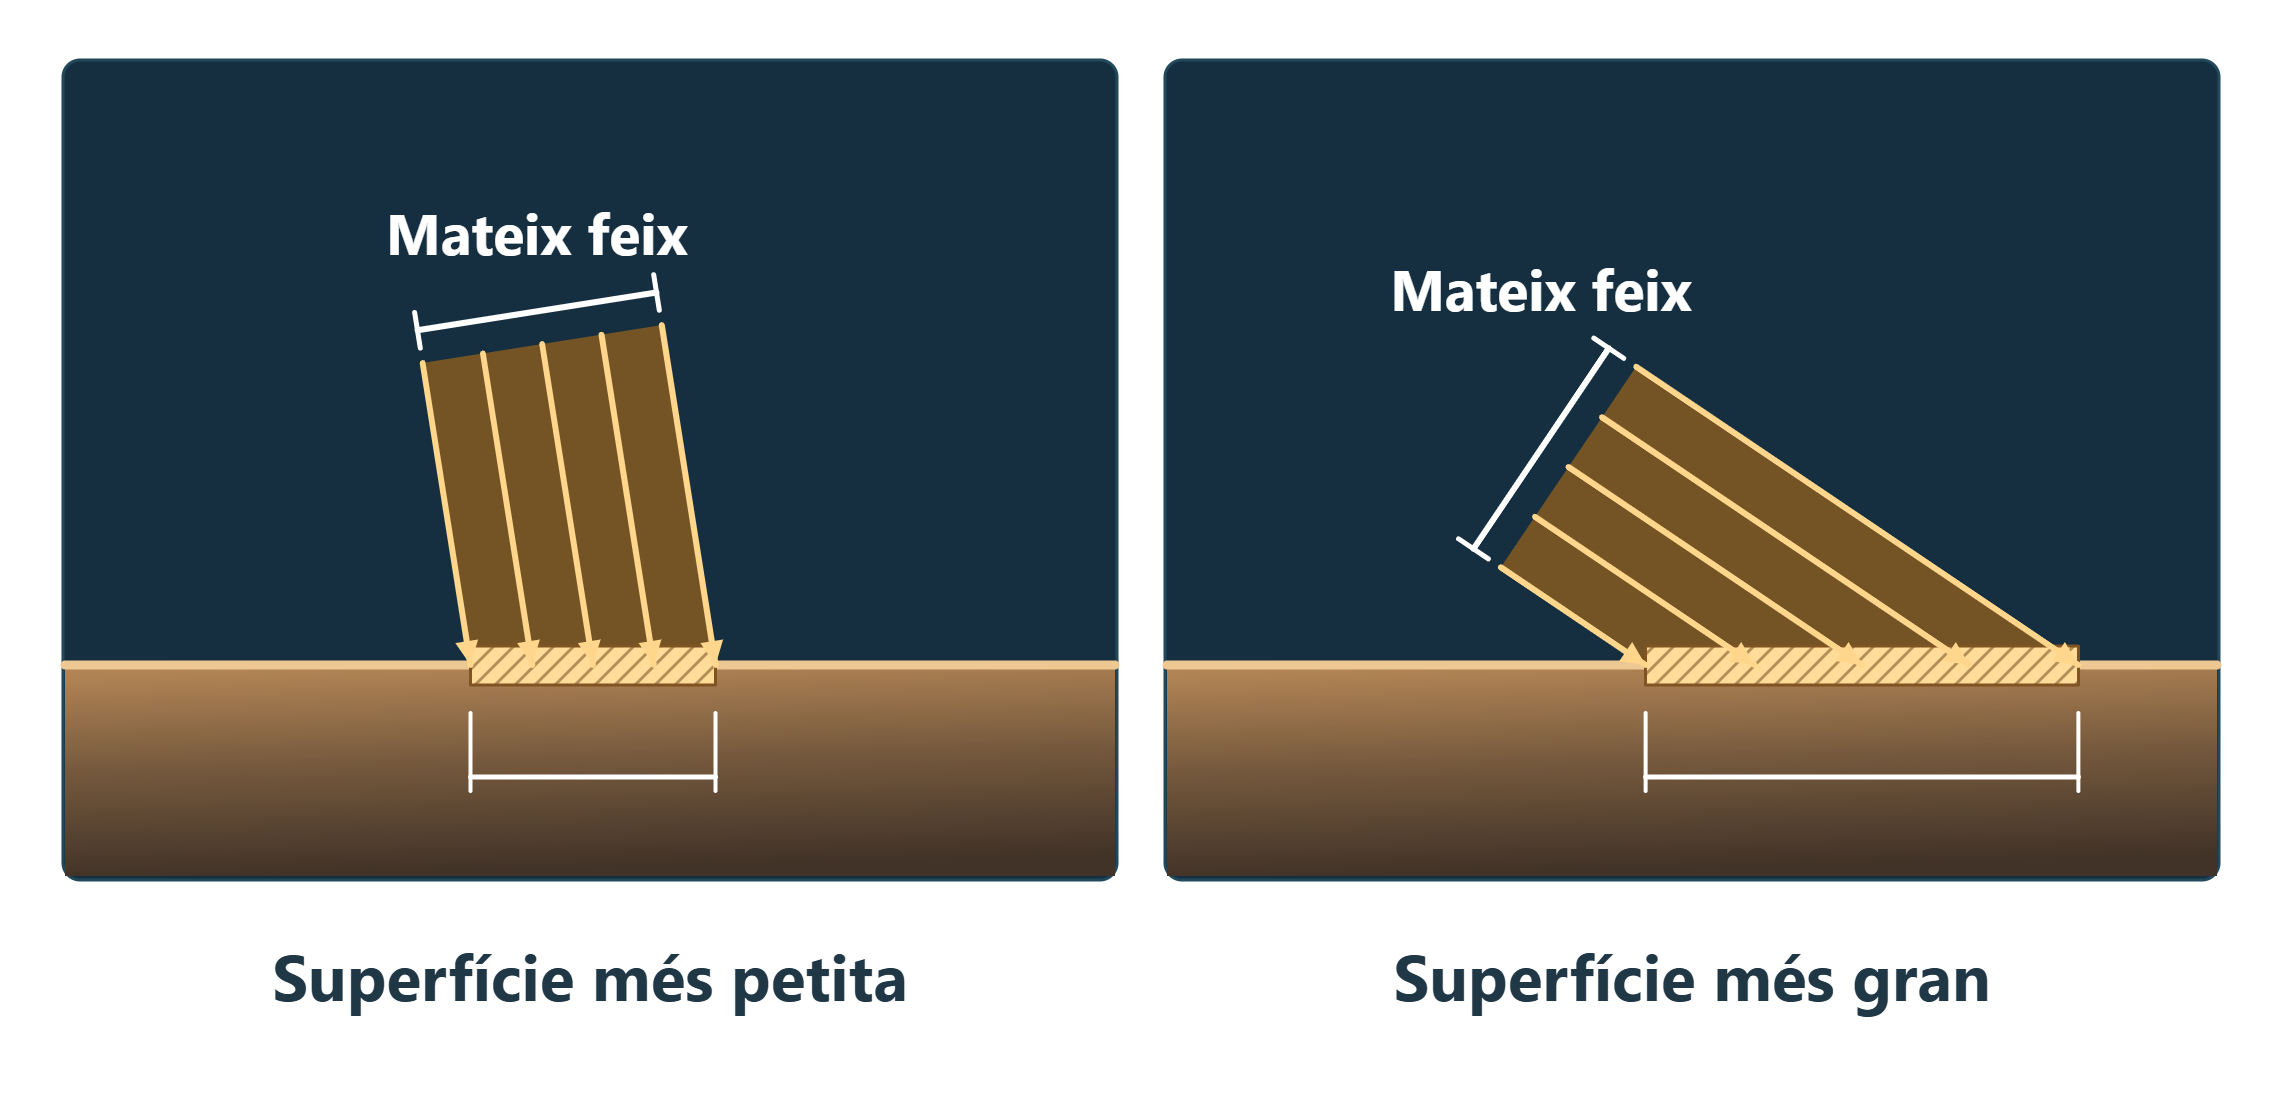 Mateix feix
Mateix feix
Superfície més petita
Superfície més gran